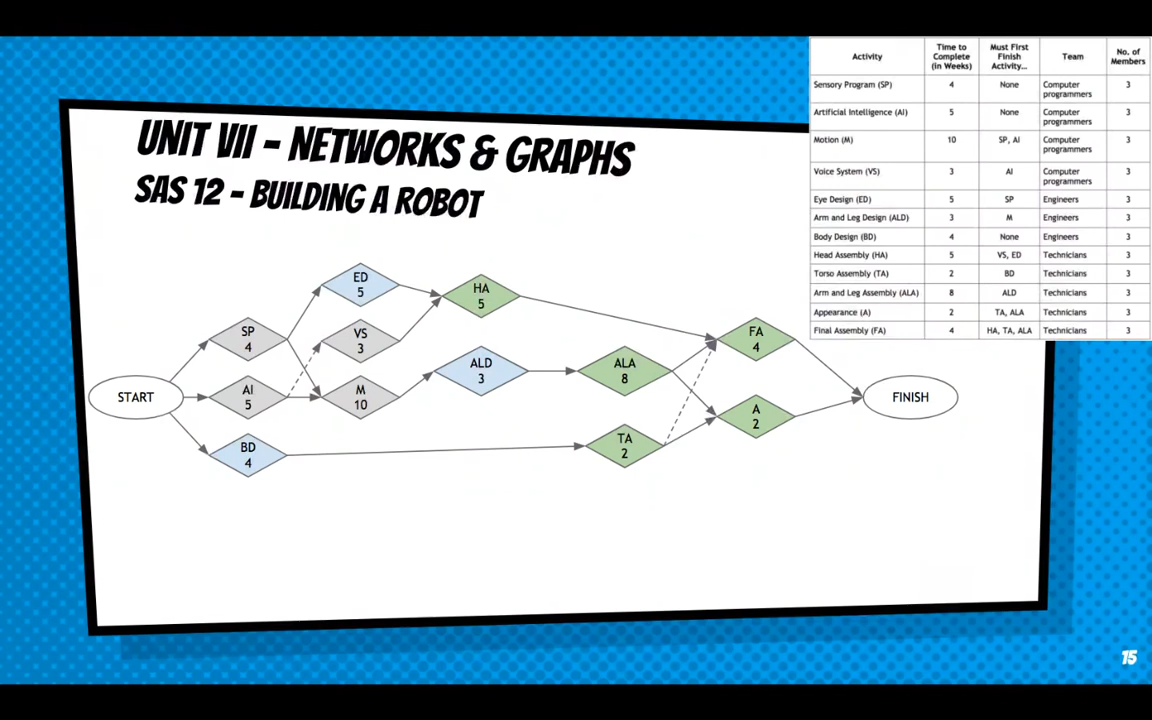 UNIT VII - NETWORKS & GRAPHS
SAS 12 - BUILDING A ROBOT
Activity
Time to
Complete
(in Weeks)
Must First
Finish
Activity...
Team
No. of
Members
Sensory Program (SP)
4
None
Computer
programmers
3
Artificial Intelligence (AI)
5
None
Computer
programmers
3
Motion (M)
10
SP, AI
Computer
programmers
3
Voice System (VS)
3
AI
Computer
programmers
3
Eye Design (ED)
5
SP
Engineers
3
Arm and Leg Design (ALD)
3
M
Engineers
3
Body Design (BD)
4
None
Engineers
3
Head Assembly (HA)
5
VS, ED
Technicians
3
Torso Assembly (TA)
2
BD
Technicians
3
Arm and Leg Assembly (ALA)
8
ALD
Technicians
3
Appearance (A)
2
TA, ALA
Technicians
3
Final Assembly (FA)
4
HA, TA, ALA
Technicians
3
START
SP
4
AI
5
BD
4
ED
5
VS
3
M
10
HA
5
ALD
3
ALA
8
TA
2
FA
4
A
2
FINISH
15